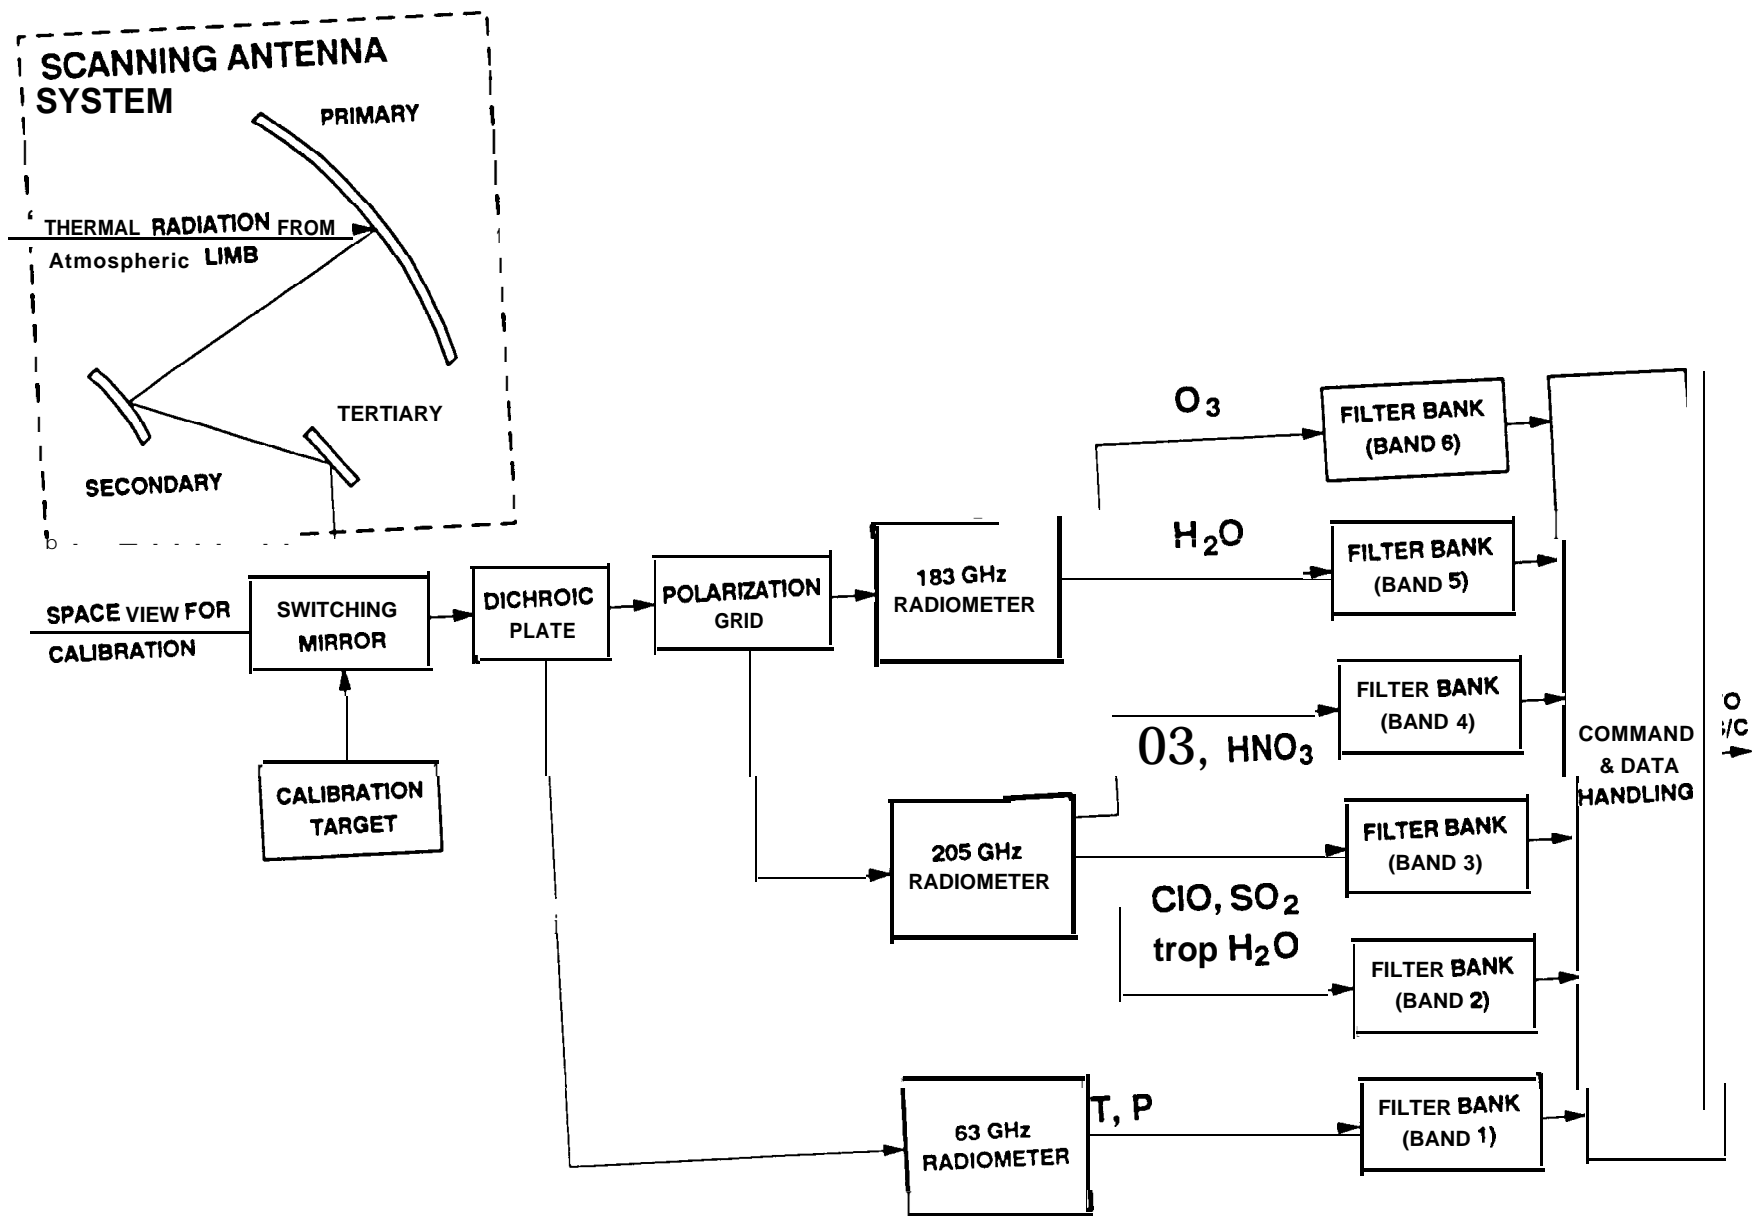 SCANNING ANTENNA
SYSTEM
PRIMARY
THERMAL RADIATION FROM
Atmospheric LIMB
TERTIARY
SECONDARY
SPACE VIEW FOR
CALIBRATION
SWITCHING
MIRROR
CALIBRATION
TARGET
DICHROIC
PLATE
POLARIZATION
GRID
183 GHz
RADIOMETER
205 GHz
RADIOMETER
63 GHz
RADIOMETER
O3
H2O
03, HNO3
ClO, SO2
trop H2O
T, P
FILTER BANK
(BAND 6)
FILTER BANK
(BAND 5)
FILTER BANK
(BAND 4)
FILTER BANK
(BAND 3)
FILTER BANK
(BAND 2)
FILTER BANK
(BAND 1)
COMMAND
& DATA
HANDLING